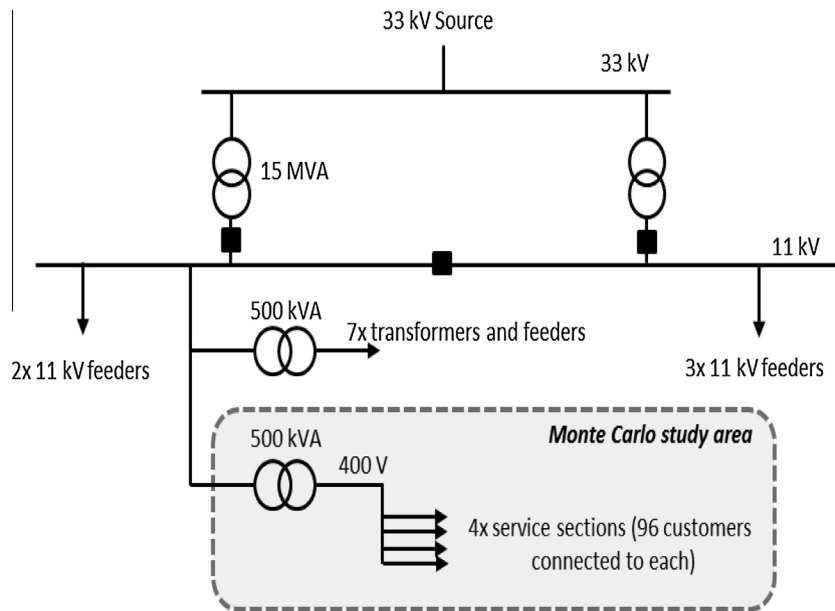 33 kV Source
33 kV
15 MVA
11 kV
500 kVA
7x transformers and feeders
2x 11 kV feeders
3x 11 kV feeders
500 kVA
Monte Carlo study area
400 V
4x service sections (96 customers
connected to each)